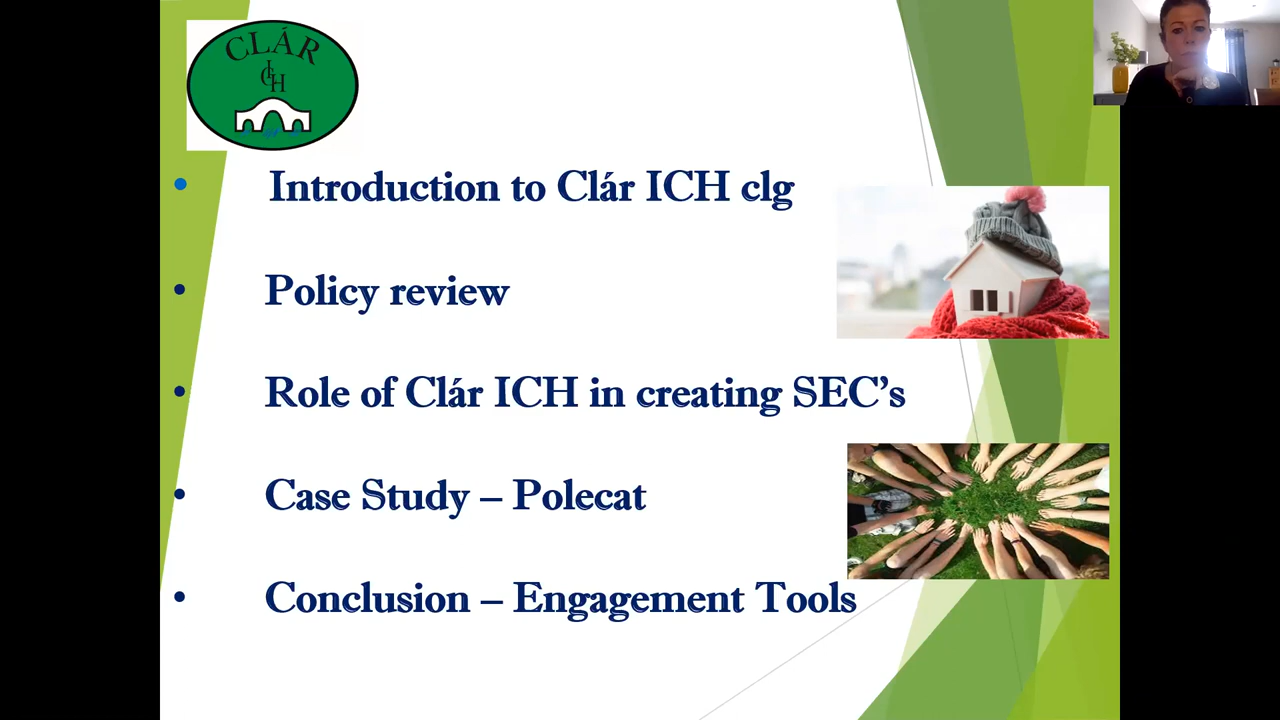 CLÁR
ICH
Introduction to Clár ICH clg
Policy review
Role of Clár ICH in creating SEC’s
Case Study – Polecat
Conclusion – Engagement Tools